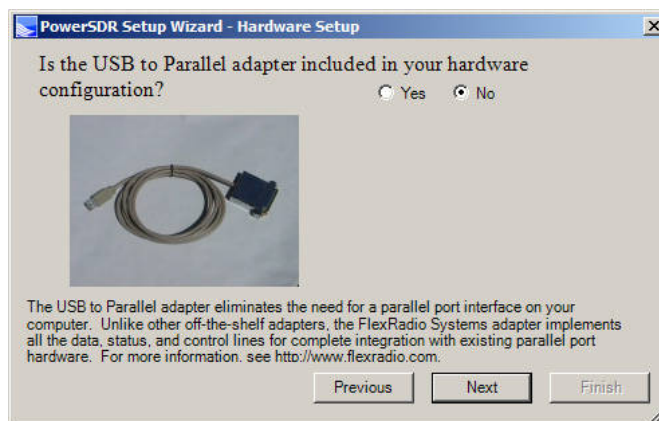 PowerSDR Setup Wizard - Hardware Setup
Is the USB to Parallel adapter included in your hardware
configuration?
Yes
No
The USB to Parallel adapter eliminates the need for a parallel port interface on your
computer. Unlike other off-the-shelf adapters, the FlexRadio Systems adapter implements
all the data, status, and control lines for complete integration with existing parallel port
hardware. For more information. see http://www.flexradio.com.
Previous
Next
Finish